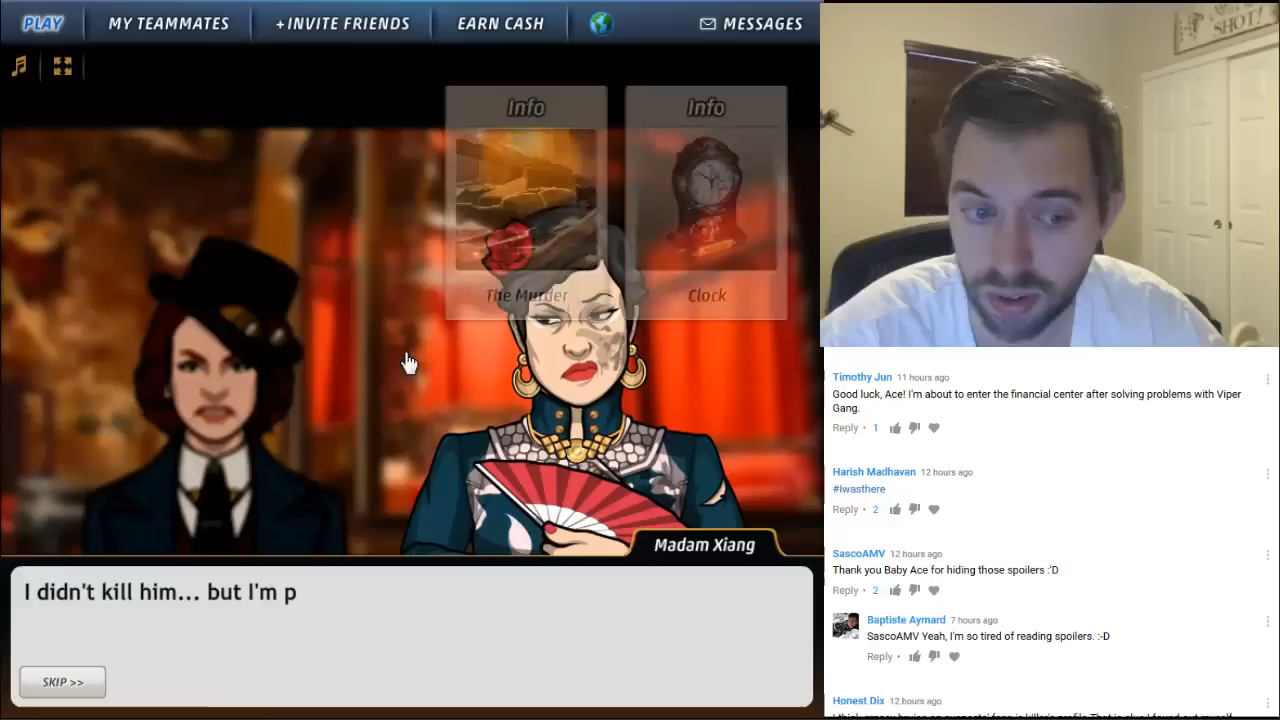 PLAY
MY TEAMMATES
+INVITE FRIENDS
EARN CASH
MESSAGES
SHOT!
Info
The Murder
Info
Clock
Madam Xiang
I didn't kill him... but I'm p
SKIP >>
Timothy Jun 11 hours ago
Good luck, Ace! I'm about to enter the financial center after solving problems with Viper
Gang.
Reply • 1
Harish Madhavan 12 hours ago
#Iwasthere
Reply • 2
SascoAMV 12 hours ago
Thank you Baby Ace for hiding those spoilers :'D
Reply • 2
Baptiste Aymard 7 hours ago
SascoAMV Yeah, I'm so tired of reading spoilers. :-D
Reply •
Honest Dix 12 hours ago